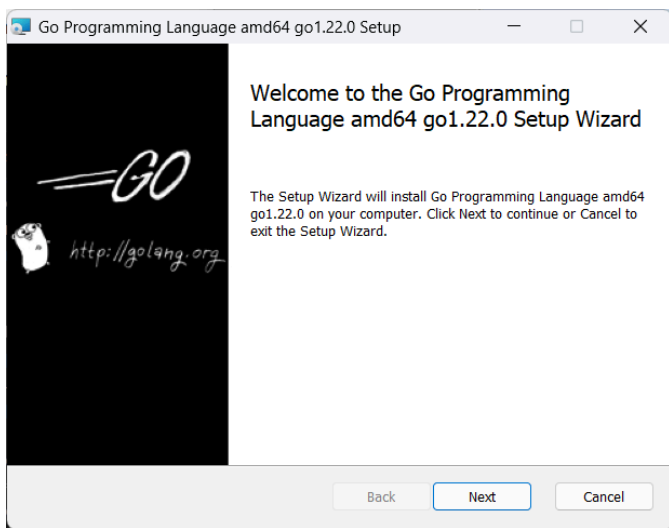 Go Programming Language amd64 go1.22.0 Setup
Welcome to the Go Programming
Language amd64 go1.22.0 Setup Wizard
GO
http://golang.org
The Setup Wizard will install Go Programming Language amd64
go1.22.0 on your computer. Click Next to continue or Cancel to
exit the Setup Wizard.
Back
Next
Cancel